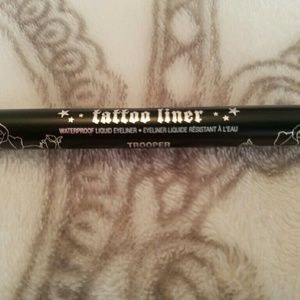 tattoo liner
WATERPROOF LIQUID EYELINER • EYELINER LIQUIDE RÉSISTANT À L'EAU
TROOPER